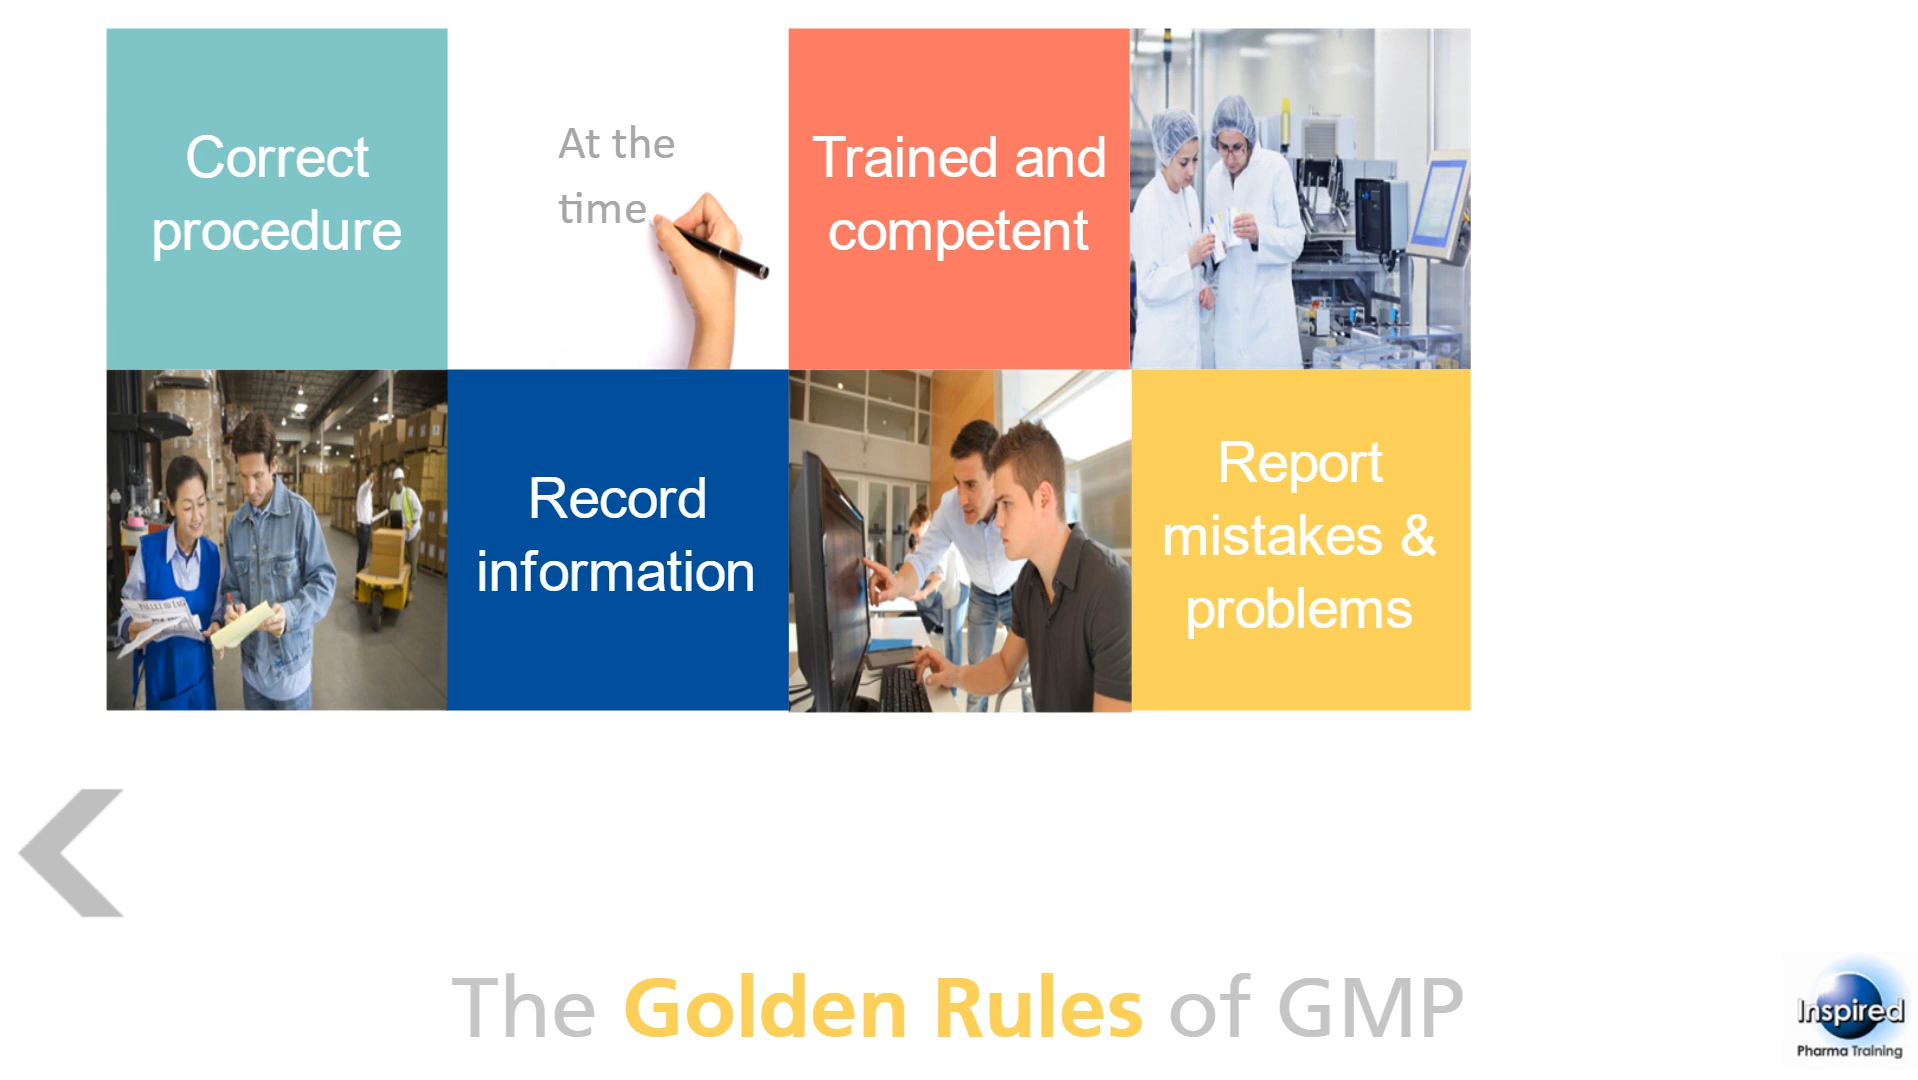 Correct
procedure
At the
time
Trained and
competent
Record
information
Report
mistakes &
problems
The Golden Rules of GMP
Inspired
Pharma Training